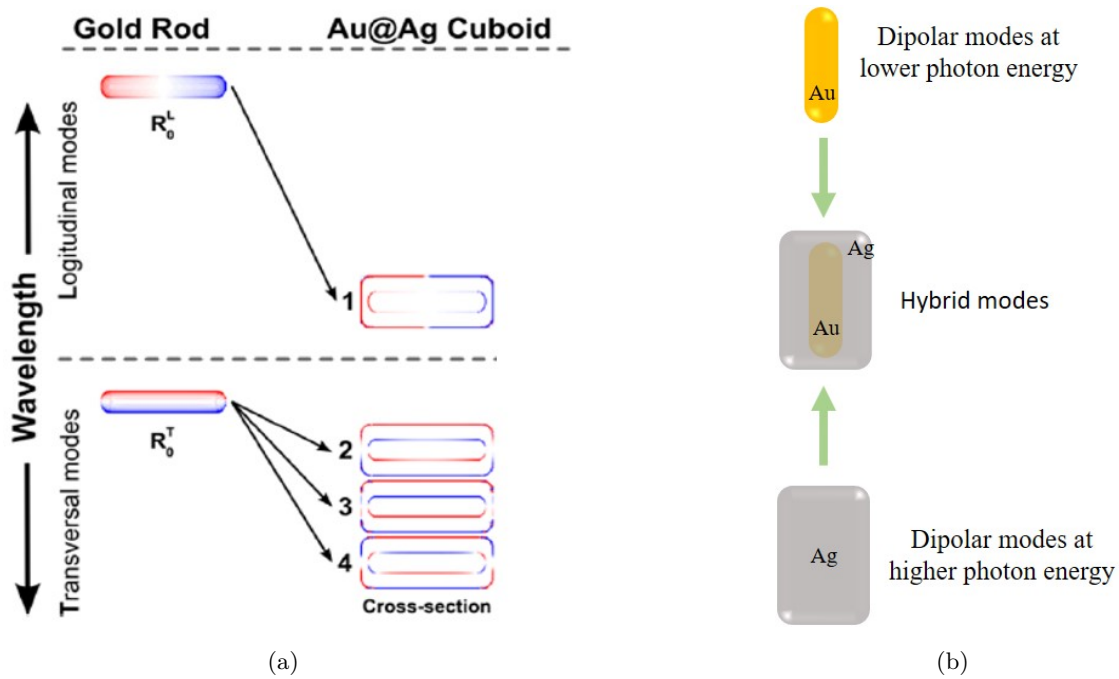 Gold Rod
Au@Ag Cuboid
Wavelength
Logitudinal modes
R₀ᴸ
1
Transversal modes
R₀ᵀ
2
3
4
Cross-section
(a)
Au
Dipolar modes at
lower photon energy
Ag
Au
Hybrid modes
Ag
Dipolar modes at
higher photon energy
(b)